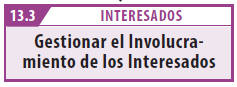 13.3 INTERESADOS
Gestionar el Involucra-
miento de los Interesados